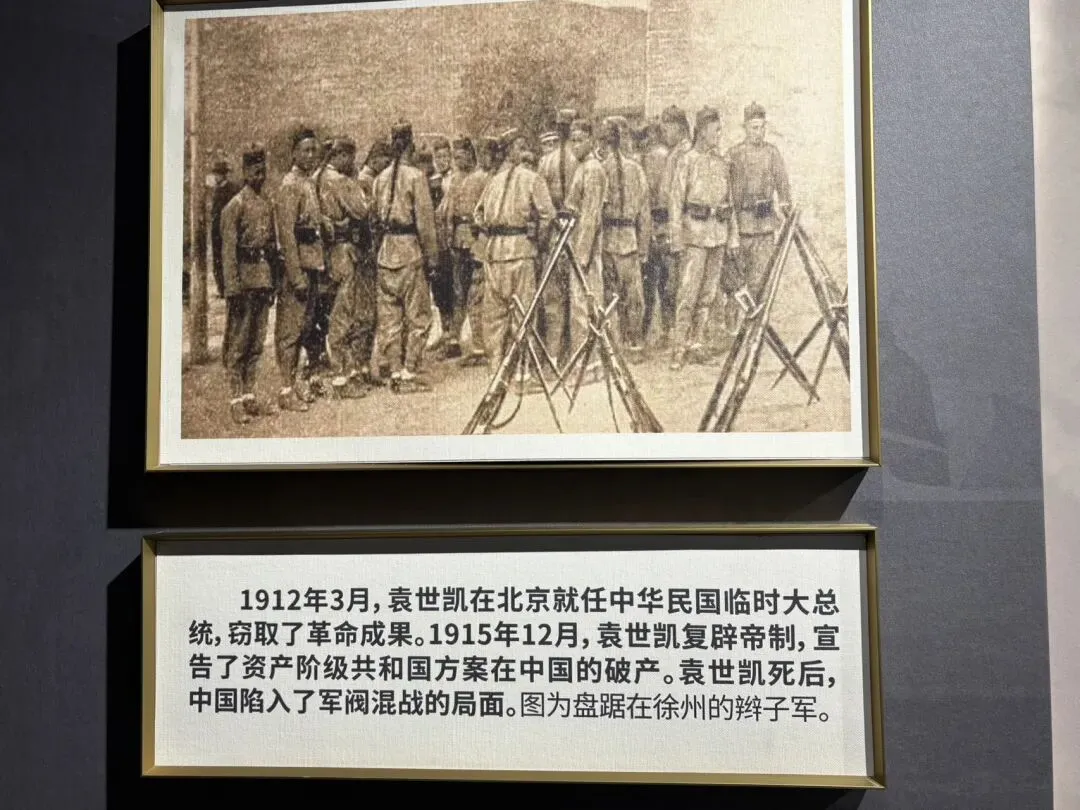 1912年3月，袁世凯在北京就任中华民国临时大总
统，窃取了革命成果。1915年12月，袁世凯复辟帝制，宣
告了资产阶级共和国方案在中国的破产。袁世凯死后，
中国陷入了军阀混战的局面。图为盘踞在徐州的辫子军。